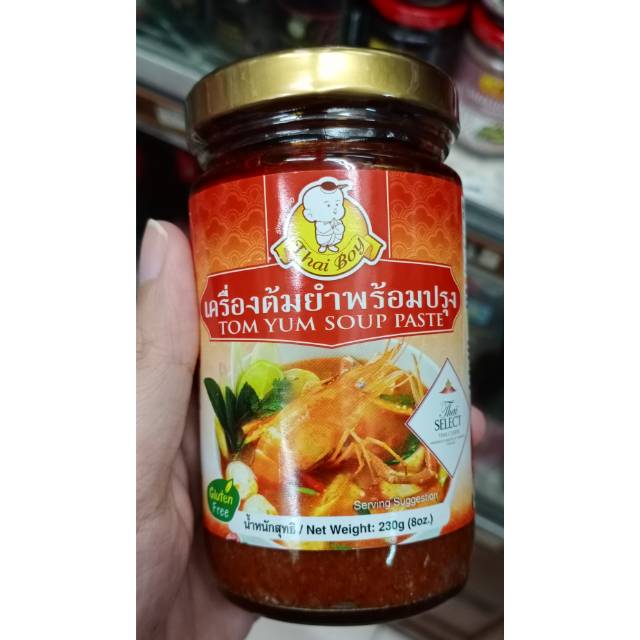 Thai Boy
เครื่องต้มยำพร้อมปรุง
TOM YUM SOUP PASTE
Thai
SELECT
Gluten
Free
Serving Suggestion
น้ำหนักสุทธิ / Net Weight: 230g (8oz.)